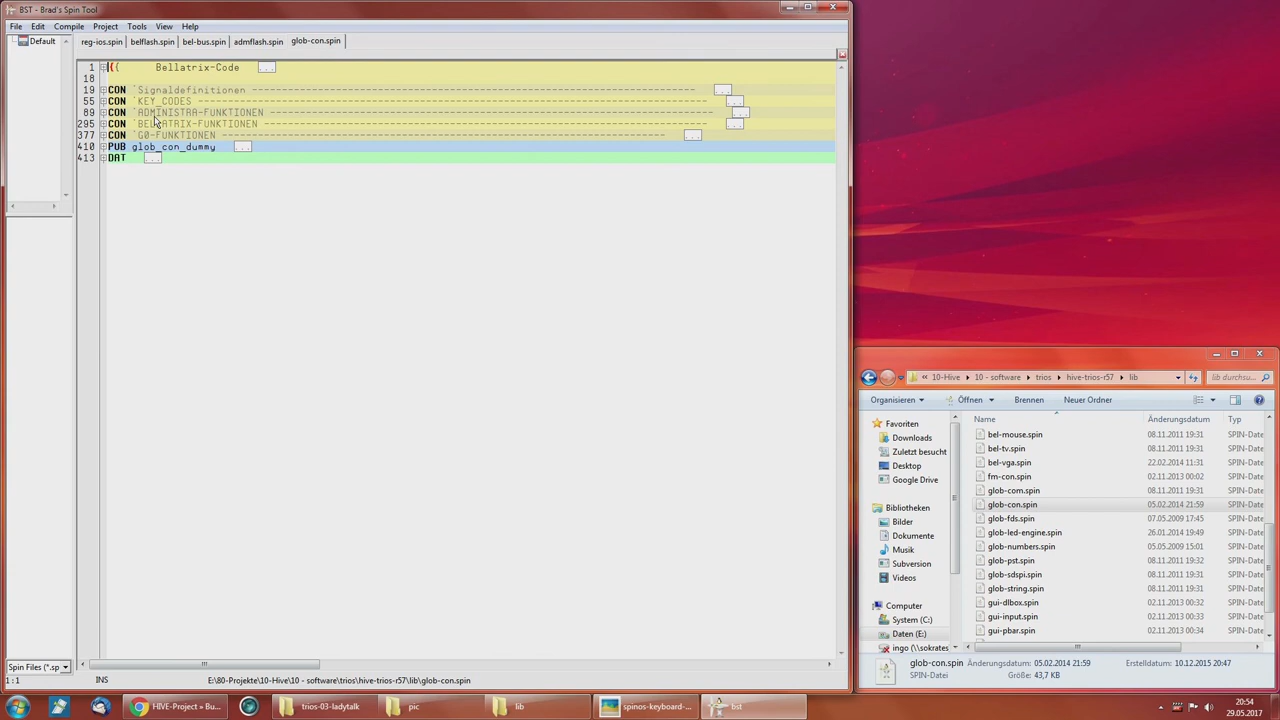 BST - Brad's Spin Tool
File Edit Compile Project Tools View Help
Default
reg-ios.spin belflash.spin bel-bus.spin admflash.spin glob-con.spin
1 {{ Bellatrix-Code ...
18
19 CON 'Signaldefinitionen -------------------------------------------------------------------------- ...
55 CON 'KEY_CODES ------------------------------------------------------------------------------------- ...
89 CON 'ADMINISTRA-FUNKTIONEN -------------------------------------------------------------------------- ...
295 CON 'BELLATRIX-FUNKTIONEN -------------------------------------------------------------------------- ...
377 CON 'G0-FUNKTIONEN -------------------------------------------------------------------------- ...
410 PUB glob_con_dummy ...
413 DAT ...
Spin Files (*.sp
1 : 1 INS E:\80-Projekte\10-Hive\10 - software\trios\hive-trios-r57\lib\glob-con.spin
« 10-Hive ▸ 10 - software ▸ trios ▸ hive-trios-r57 ▸ lib
lib durchsu...
Organisieren Öffnen Brennen Neuer Ordner
Favoriten
Downloads
Zuletzt besucht
Desktop
Google Drive
Bibliotheken
Bilder
Dokumente
Musik
Subversion
Videos
Computer
System (C:)
Daten (E:)
ingo (\\sokrates
Name Änderungsdatum Typ
bel-mouse.spin 08.11.2011 19:31 SPIN-Date
bel-tv.spin 08.11.2011 19:31 SPIN-Date
bel-vga.spin 22.02.2014 11:31 SPIN-Date
fm-con.spin 02.11.2013 00:02 SPIN-Date
glob-com.spin 08.11.2011 19:31 SPIN-Date
glob-con.spin 05.02.2014 21:59 SPIN-Date
glob-fds.spin 07.05.2009 17:45 SPIN-Date
glob-led-engine.spin 26.01.2014 19:49 SPIN-Date
glob-numbers.spin 05.05.2009 15:01 SPIN-Date
glob-pst.spin 08.11.2011 19:32 SPIN-Date
glob-sdspi.spin 08.11.2011 19:31 SPIN-Date
glob-string.spin 08.11.2011 19:31 SPIN-Date
gui-dlbox.spin 02.11.2013 00:32 SPIN-Date
gui-input.spin 02.11.2013 00:33 SPIN-Date
gui-pbar.spin 02.11.2013 00:34 SPIN-Date
glob-con.spin Änderungsdatum: 05.02.2014 21:59 Erstelldatum: 10.12.2015 20:47
SPIN-Datei Größe: 43,7 KB
HIVE-Project » Bu... trios-03-ladytalk pic lib spinos-keyboard-... bst
20:54
29.05.2017